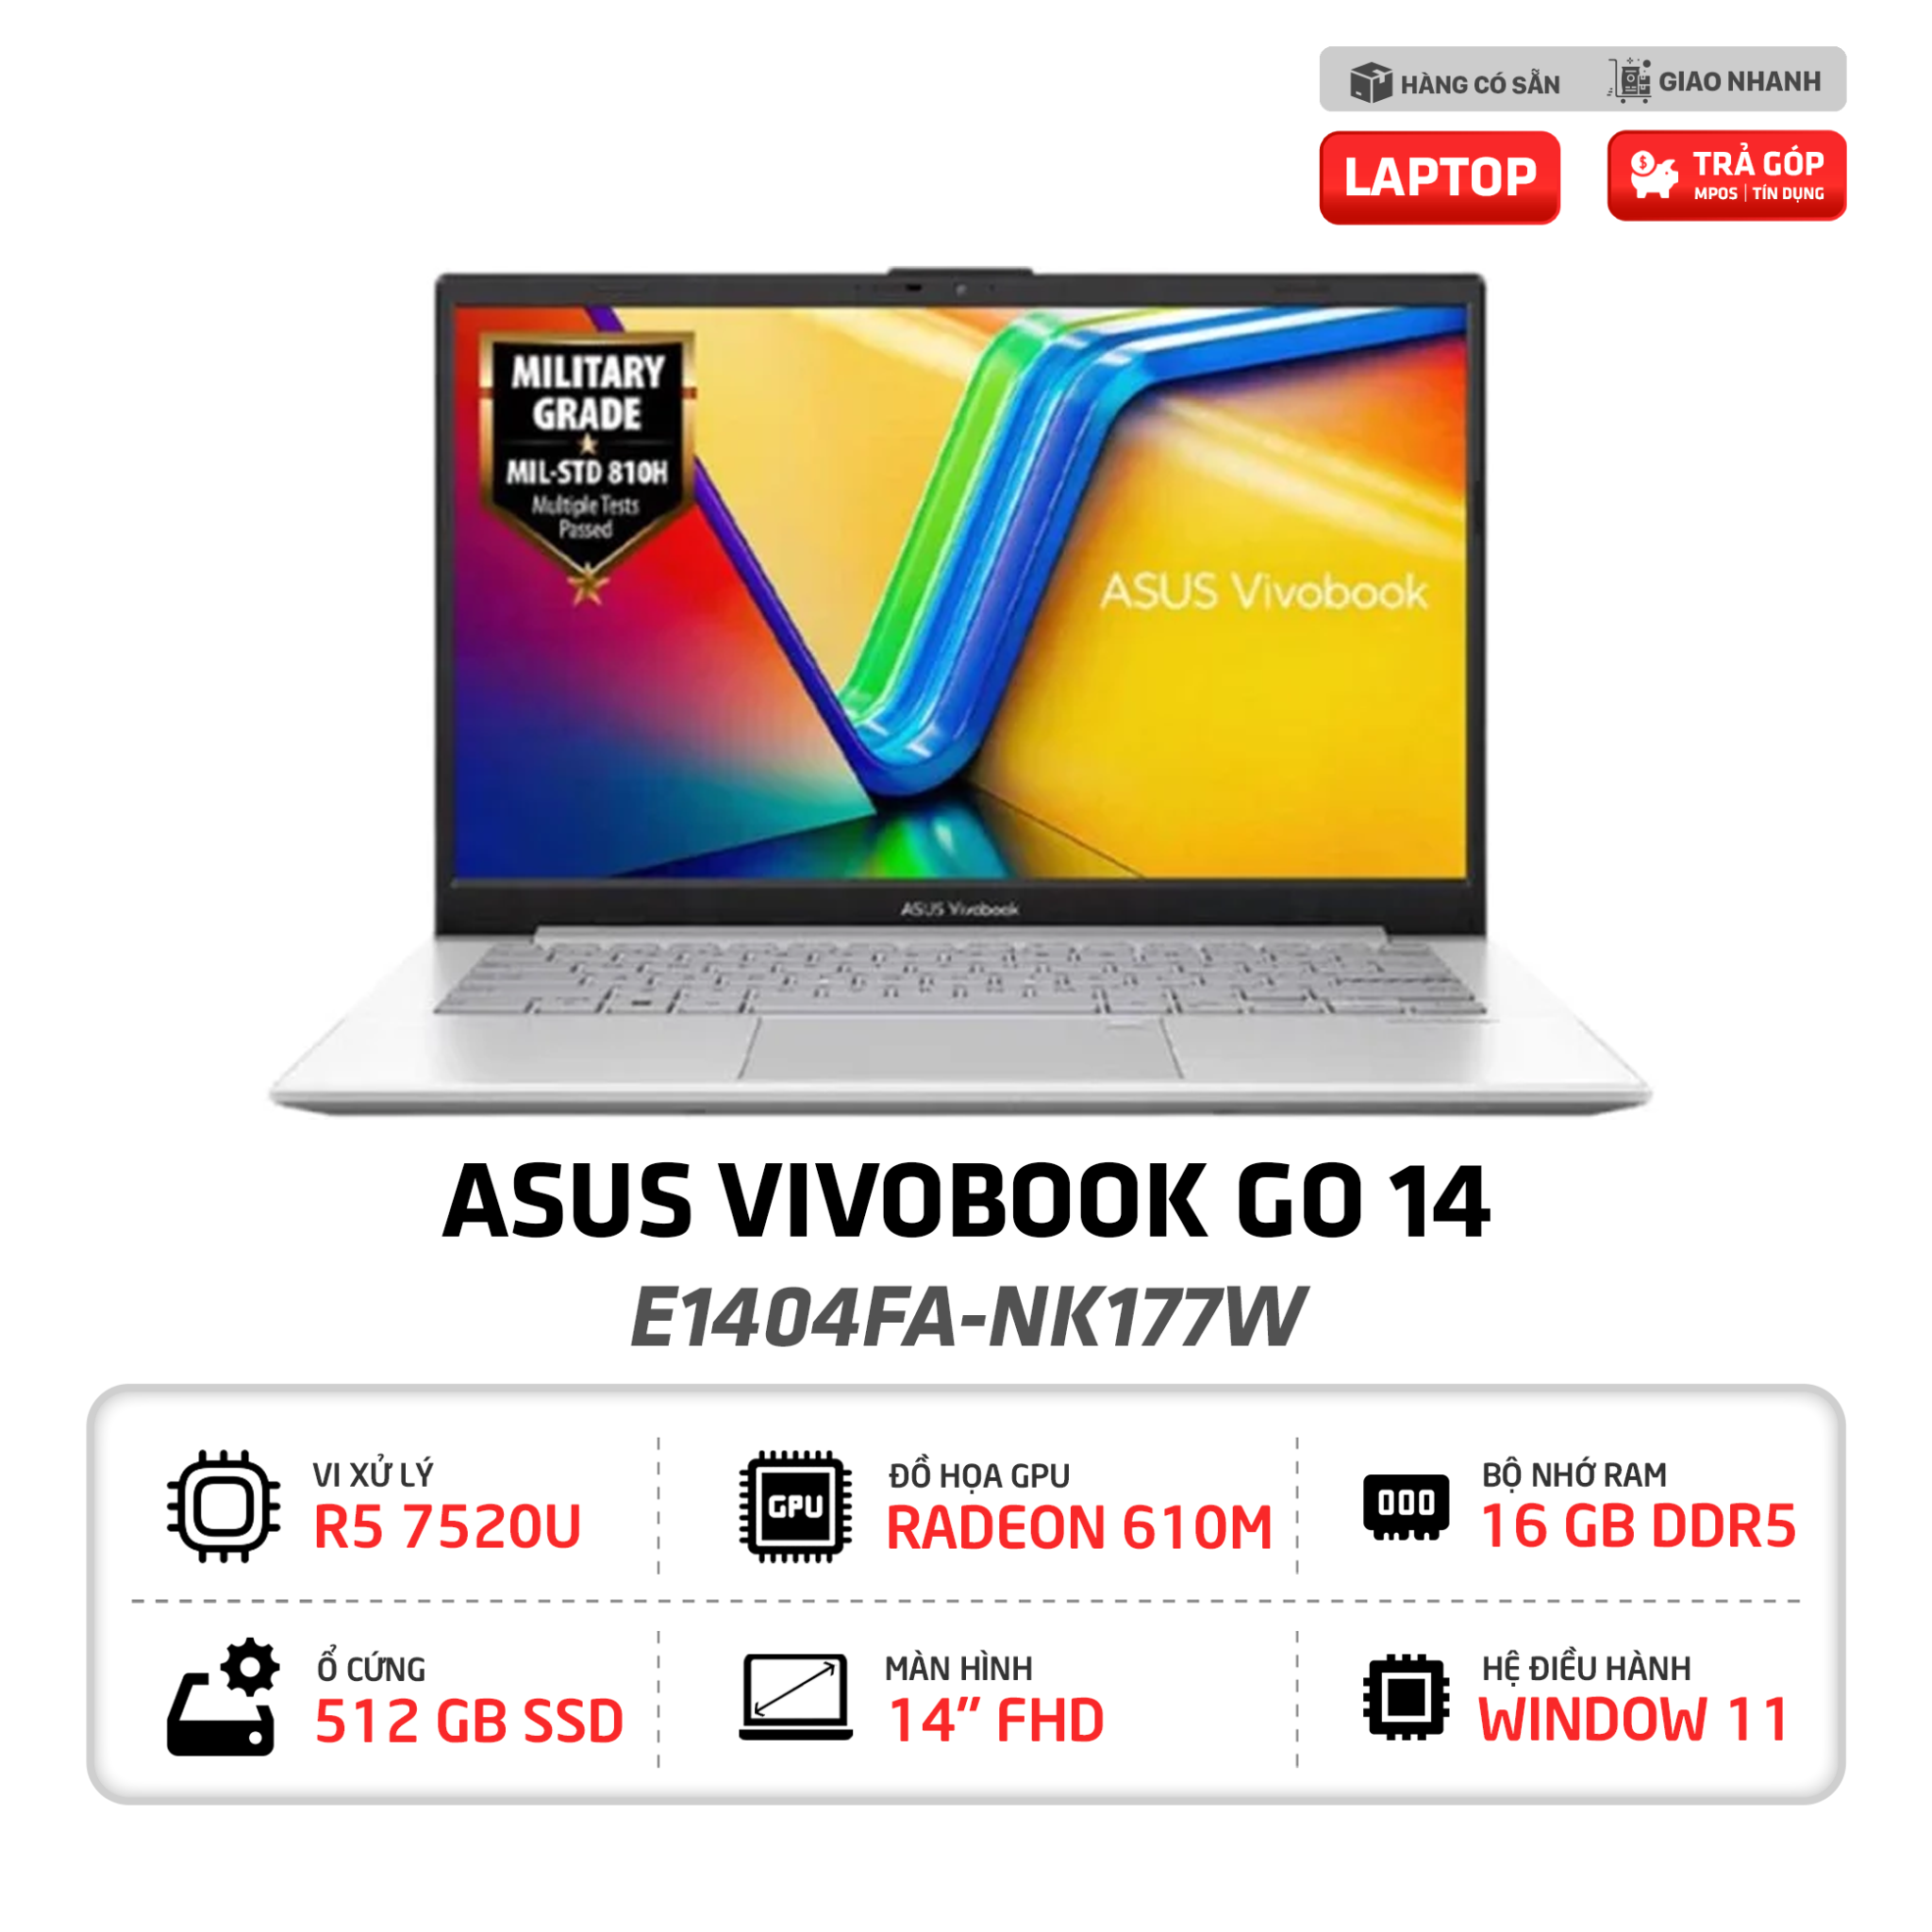 HÀNG CÓ SẴN
GIAO NHANH
LAPTOP
TRẢ GÓP
MPOS | TÍN DỤNG
MILITARY
GRADE
MIL-STD 810H
Multiple Tests
Passed
ASUS Vivobook
ASUS Vivobook
ASUS VIVOBOOK GO 14
E1404FA-NK177W
VI XỬ LÝ
R5 7520U
GPU
ĐỒ HỌA GPU
RADEON 610M
BỘ NHỚ RAM
16 GB DDR5
Ổ CỨNG
512 GB SSD
MÀN HÌNH
14” FHD
HỆ ĐIỀU HÀNH
WINDOW 11